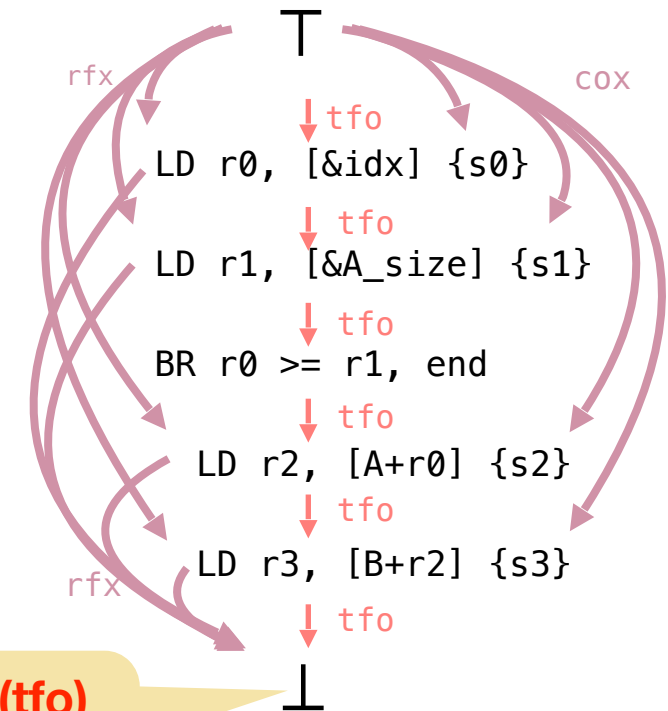 ⊤
rfx cox
tfo
LD r0, [&idx] {s0}
tfo
LD r1, [&A_size] {s1}
tfo
BR r0 >= r1, end
tfo
LD r2, [A+r0] {s2}
tfo
LD r3, [B+r2] {s3}
rfx
tfo
⊥
(tfo)